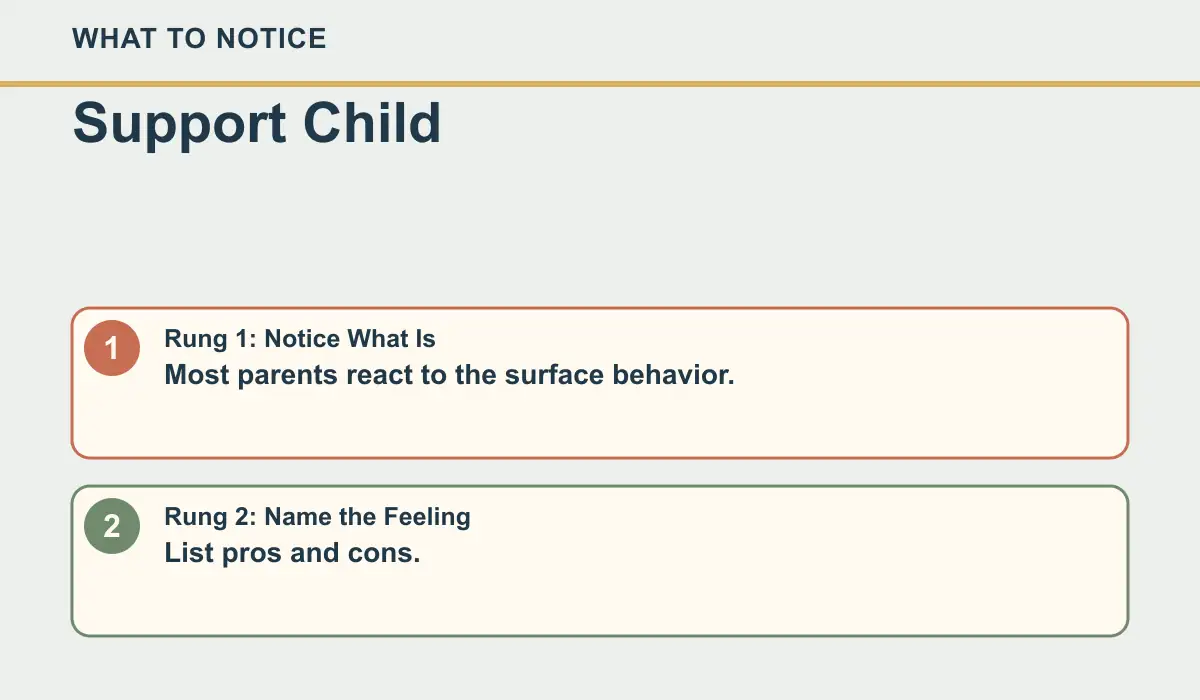 WHAT TO NOTICE
Support Child
1
Rung 1: Notice What Is
Most parents react to the surface behavior.
2
Rung 2: Name the Feeling
List pros and cons.